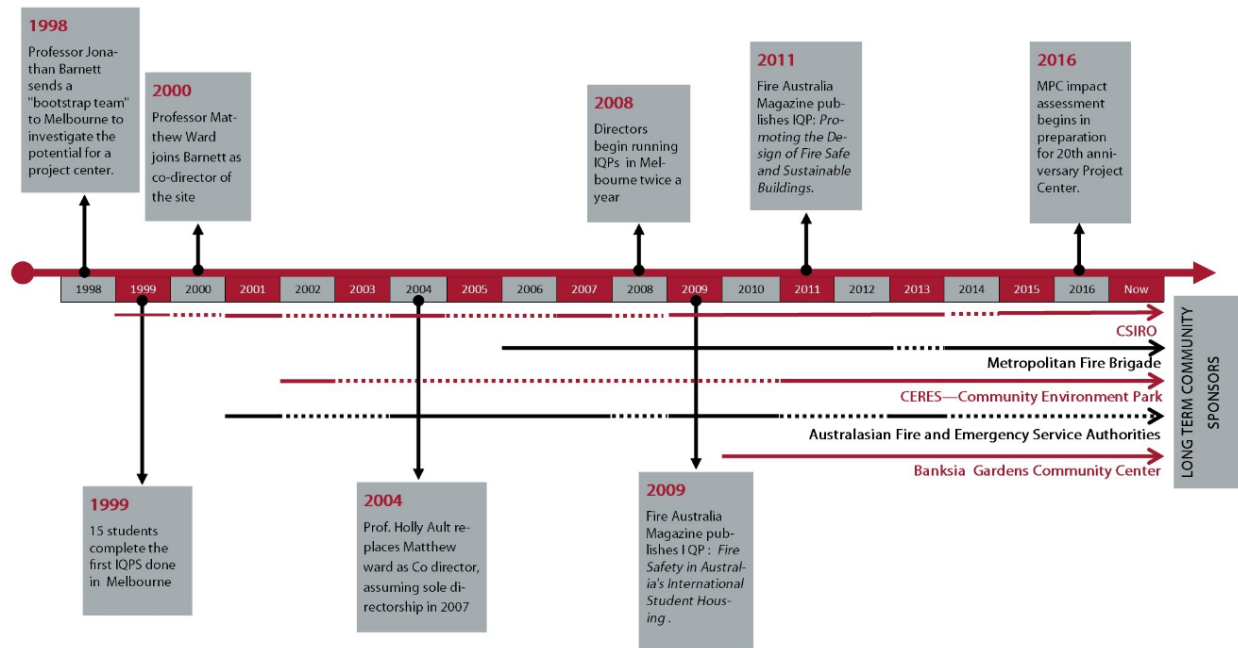 1998
Professor Jona-
than Barnett
sends a
"bootstrap team"
to Melbourne to
investigate the
potential for a
project center.
2000
Professor Mat-
thew Ward
joins Barnett as
co-director of
the site
2008
Directors
begin running
IQPs in Mel-
bourne twice a
year
2011
Fire Australia
Magazine pub-
lishes IQP: Promoting
the De-
sign of Fire Safe
and Sustainable
Buildings.
2016
MPC impact
assessment
begins in
preparation
for 20th anni-
versary Project
Center.
1998 1999 2000 2001 2002 2003 2004 2005 2006 2007 2008 2009 2010 2011 2012 2013 2014 2015 2016 Now
CSIRO
Metropolitan Fire Brigade
CERES—Community Environment Park
Australasian Fire and Emergency Service Authorities
Banksia Gardens Community Center
LONG TERM COMMUNITY
SPONSORS
1999
15 students
complete the
first IQPS done
in Melbourne
2004
Prof. Holly Ault re-
places Matthew
ward as Co director,
assuming sole di-
rectorship in 2007
2009
Fire Australia
Magazine pub-
lishes I QP : Fire
Safety in Austral-
ia's International
Student Hous-
ing .